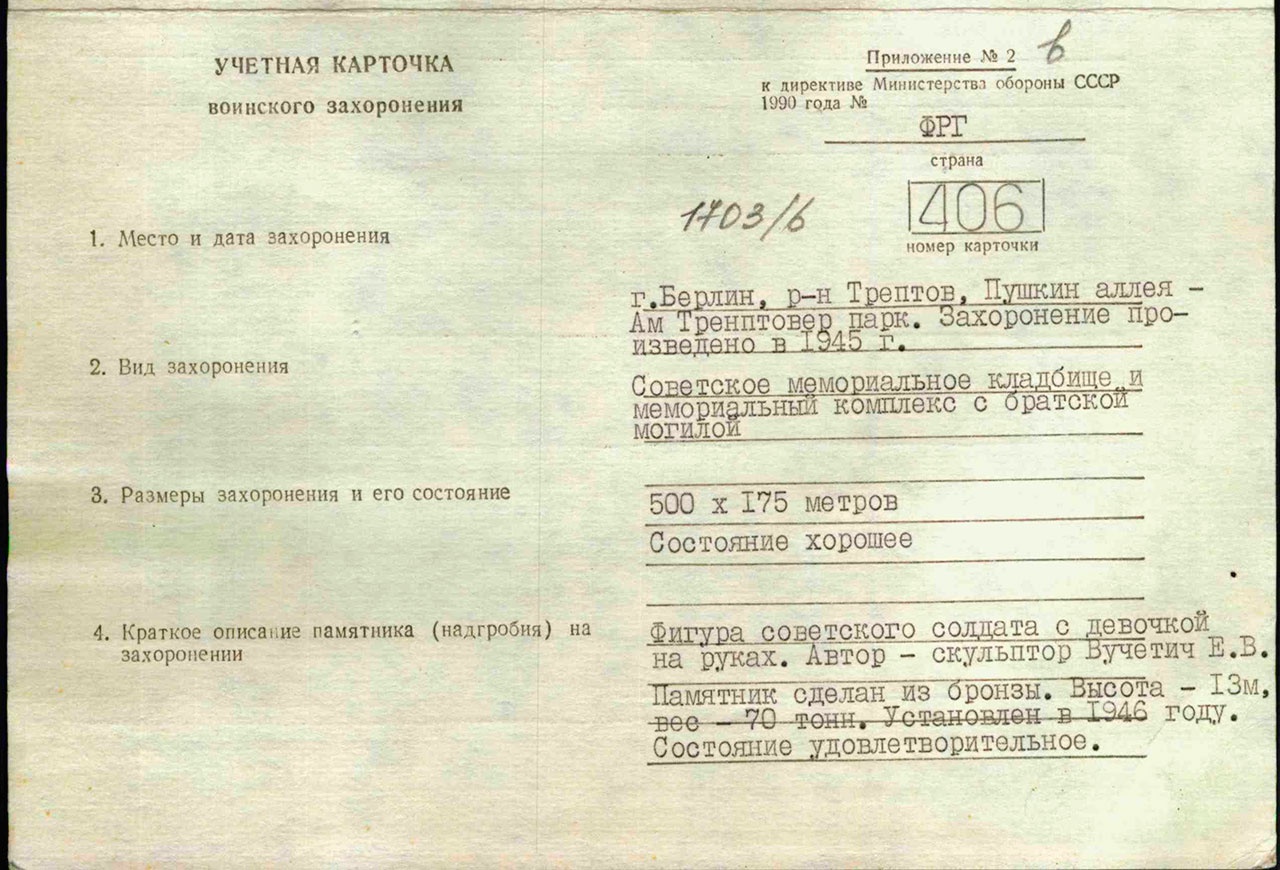 УЧЕТНАЯ КАРТОЧКА
воинского захоронения
Приложение № 2 в
к директиве Министерства обороны СССР
1990 года №
ФРГ
страна
1703/6
406
номер карточки
1. Место и дата захоронения
г.Берлин, р-н Трептов, Пушкин аллея -
Ам Тренптовер парк. Захоронение про-
изведено в 1945 г.
2. Вид захоронения
Советское мемориальное кладбище и
мемориальный комплекс с братской
могилой
3. Размеры захоронения и его состояние
500 х 175 метров
Состояние хорошее
4. Краткое описание памятника (надгробия) на
захоронении
Фигура советского солдата с девочкой
на руках. Автор - скульптор Вучетич Е.В.
Памятник сделан из бронзы. Высота - 13м,
вес - 70 тонн. Установлен в 1946 году.
Состояние удовлетворительное.